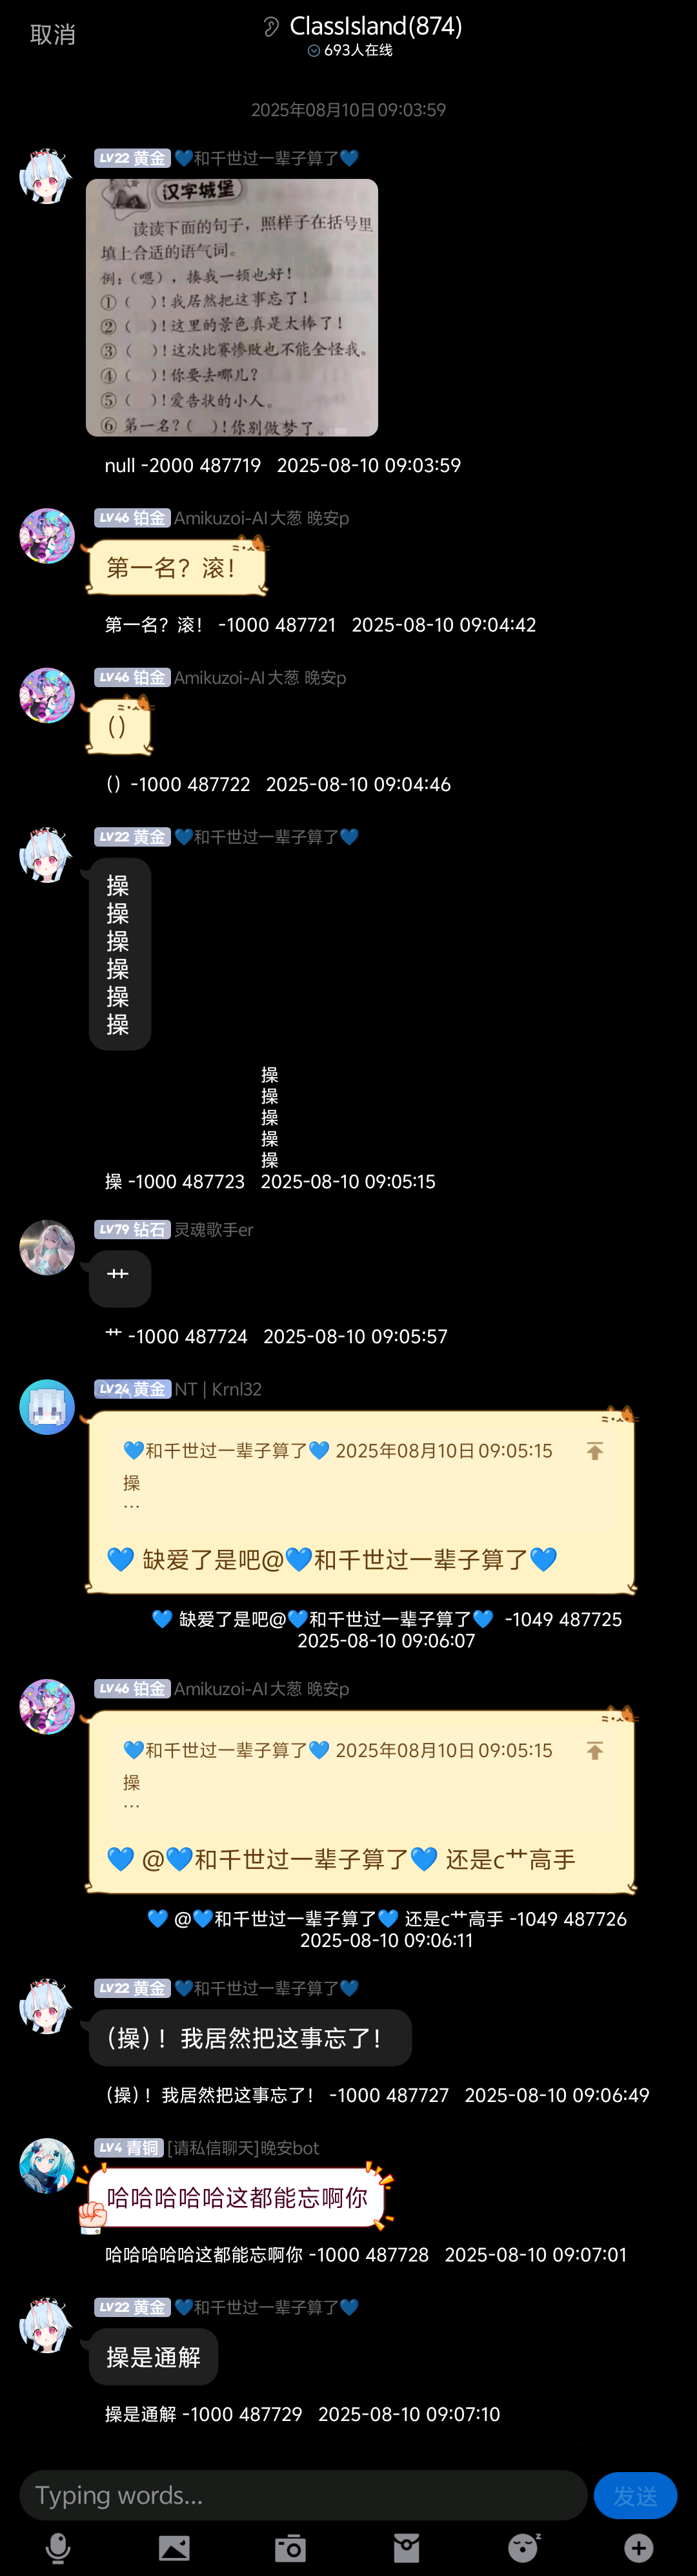 取消
ClassIsland(874)
693人在线
2025年08月10日 09:03:59
LV22 黄金 💙和千世过一辈子算了💙
汉字城堡
读读下面的句子，照样子在括号里
填上合适的语气词。
例：（嗯），揍我一顿也好！
①（ ）！我居然把这事忘了！
②（ ）！这里的景色真是太棒了！
③（ ）！这次比赛惨败也不能全怪我。
④（ ）！你要去哪儿？
⑤（ ）！爱告状的小人。
⑥ 第一名？（ ）！你别做梦了。
null -2000 487719 2025-08-10 09:03:59
LV46 铂金 Amikuzoi-AI大葱 晚安p
第一名？滚！
第一名？滚！ -1000 487721 2025-08-10 09:04:42
LV46 铂金 Amikuzoi-AI大葱 晚安p
（）
（）-1000 487722 2025-08-10 09:04:46
LV22 黄金 💙和千世过一辈子算了💙
操
操
操
操
操
操
操
操
操
操
操
操 -1000 487723 2025-08-10 09:05:15
LV79 钻石 灵魂歌手er
艹
艹 -1000 487724 2025-08-10 09:05:57
LV24 黄金 NT | Krnl32
💙和千世过一辈子算了💙 2025年08月10日 09:05:15
操
...
💙 缺爱了是吧@💙和千世过一辈子算了💙
💙 缺爱了是吧@💙和千世过一辈子算了💙 -1049 487725
2025-08-10 09:06:07
LV46 铂金 Amikuzoi-AI大葱 晚安p
💙和千世过一辈子算了💙 2025年08月10日 09:05:15
操
...
💙 @💙和千世过一辈子算了💙 还是c艹高手
💙 @💙和千世过一辈子算了💙 还是c艹高手 -1049 487726
2025-08-10 09:06:11
LV22 黄金 💙和千世过一辈子算了💙
（操）！我居然把这事忘了！
（操）！我居然把这事忘了！ -1000 487727 2025-08-10 09:06:49
LV4 青铜 [请私信聊天]晚安bot
哈哈哈哈哈这都能忘啊你
哈哈哈哈哈这都能忘啊你 -1000 487728 2025-08-10 09:07:01
LV22 黄金 💙和千世过一辈子算了💙
操是通解
操是通解 -1000 487729 2025-08-10 09:07:10
Typing words...
发送